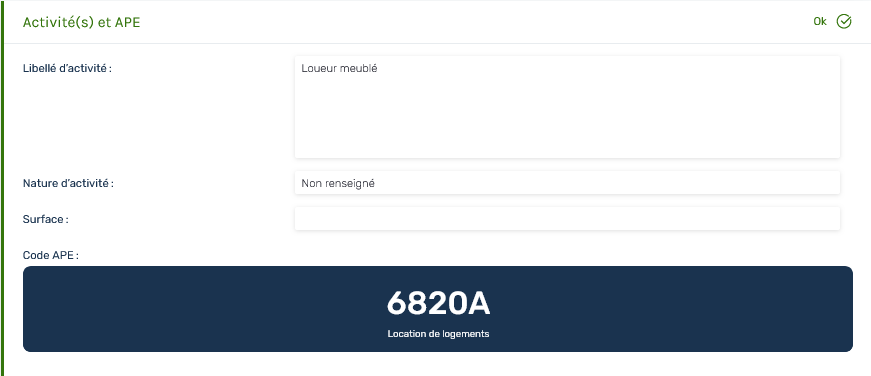 Activité(s) et APE
Ok
Libellé d'activité :
Loueur meublé
Nature d'activité :
Non renseigné
Surface :
Code APE :
6820A
Location de logements